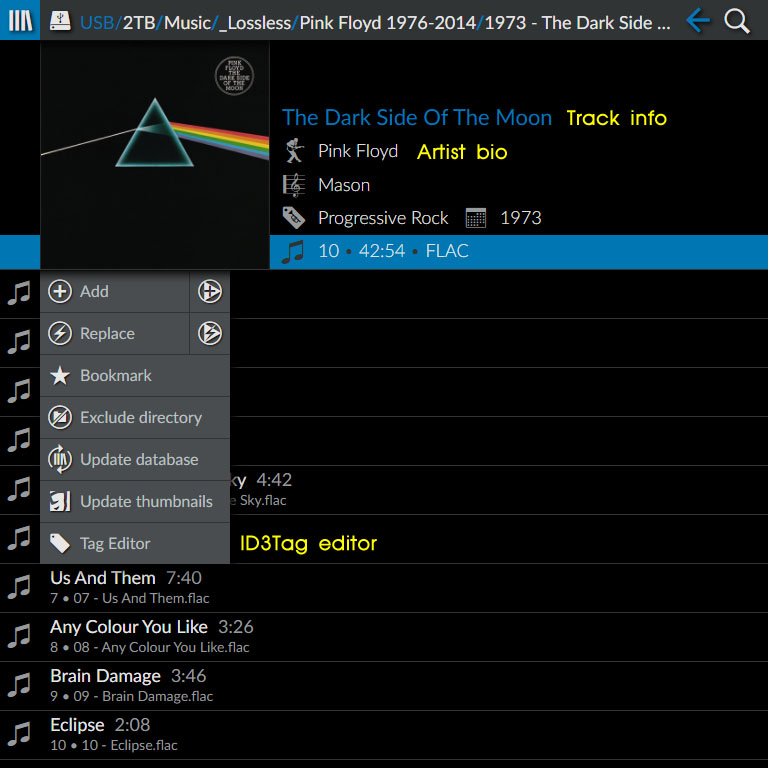 USB/2TB/Music/_Lossless/Pink Floyd 1976-2014/1973 - The Dark Side ...
PINK
FLOYD
THE
DARK SIDE
OF THE
MOON
The Dark Side Of The Moon Track info
Pink Floyd Artist bio
Mason
Progressive Rock 1973
10 • 42:54 • FLAC
Add
Replace
Bookmark
Exclude directory
Update database
ky 4:42
Update thumbnails
e Sky.flac
Tag Editor ID3Tag editor
Us And Them 7:40
7 • 07 - Us And Them.flac
Any Colour You Like 3:26
8 • 08 - Any Colour You Like.flac
Brain Damage 3:46
9 • 09 - Brain Damage.flac
Eclipse 2:08
10 • 10 - Eclipse.flac